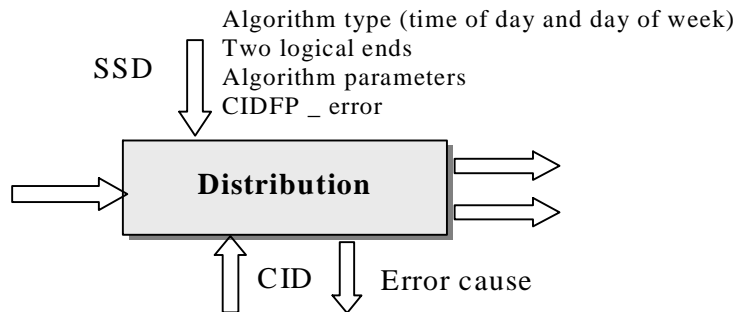 Algorithm type (time of day and day of week)
Two logical ends
SSD
Algorithm parameters
CIDFP _ error
Distribution
CID
Error cause